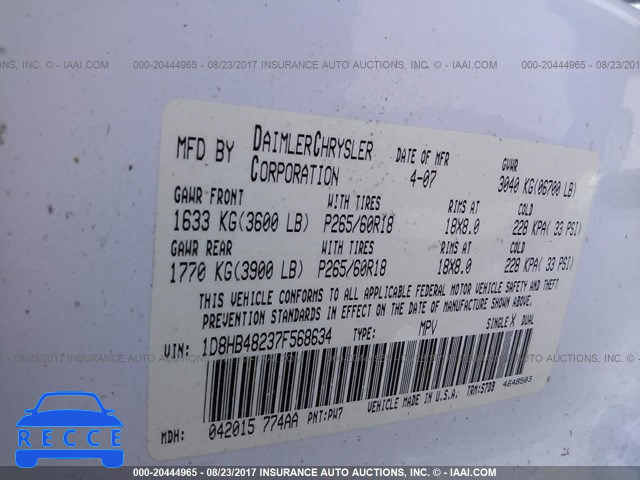 000-20444965 - 08/23/2017 INSURANCE AUTO AUCTIONS, INC. - © IAAI.COM
MFD BY DAIMLERCHRYSLER CORPORATION DATE OF MFR 4-07 GVWR 3040 KG(06700 LB)
GAWR FRONT WITH TIRES RIMS AT COLD
1633 KG(3600 LB) P265/60R18 18X8.0 228 KPA( 33 PSI)
GAWR REAR WITH TIRES RIMS AT COLD
1770 KG(3900 LB) P265/60R18 18X8.0 228 KPA( 33 PSI)
THIS VEHICLE CONFORMS TO ALL APPLICABLE FEDERAL MOTOR VEHICLE SAFETY AND THEFT
PREVENTION STANDARDS IN EFFECT ON THE DATE OF MANUFACTURE SHOWN ABOVE.
VIN: 1D8HB48237F568634 TYPE: MPV SINGLE X DUAL
MDH: 042015 774AA PNT:PW7 VEHICLE MADE IN U.S.A. TRM:S7DB 4648503
RECCE
000-20444965 - 08/23/2017 INSURANCE AUTO AUCTIONS, INC. - © IAAI.COM